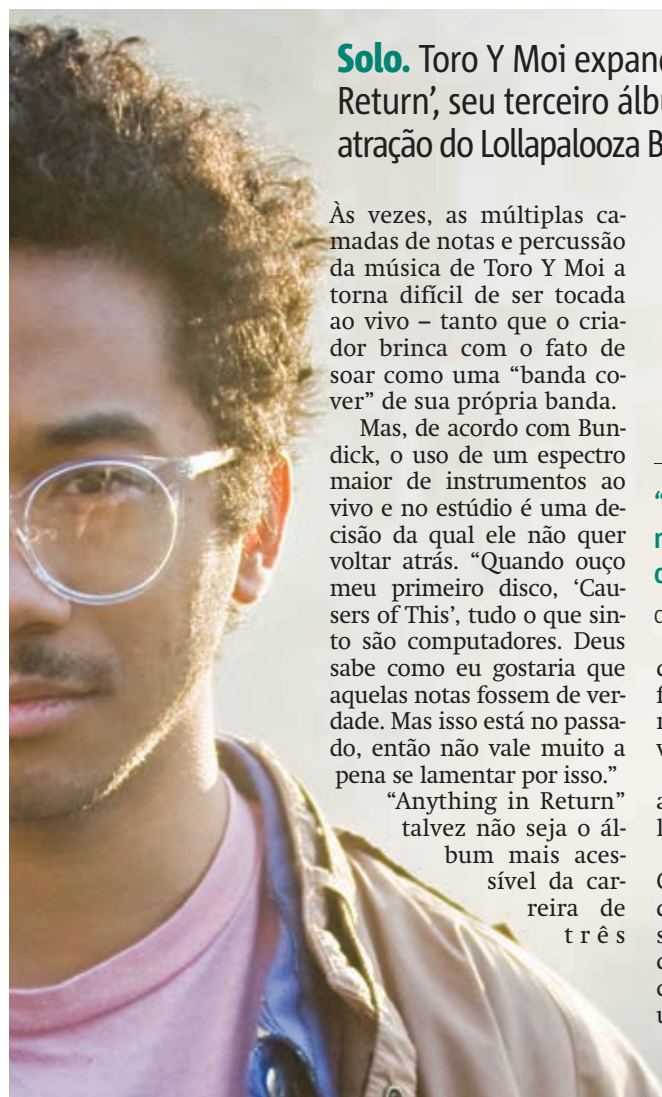 Solo. Toro Y Moi
Return’, seu terceiro
atração do Lollapalooza
Às vezes, as múltiplas ca-
madas de notas e percussão
da música de Toro Y Moi a
torna difícil de ser tocada
ao vivo – tanto que o cria-
dor brinca com o fato de
soar como uma “banda co-
ver” de sua própria banda.
Mas, de acordo com Bun-
dick, o uso de um espectro
maior de instrumentos ao
vivo e no estúdio é uma de-
cisão da qual ele não quer
voltar atrás. “Quando ouço
meu primeiro disco, ‘Cau-
sers of This’, tudo o que sin-
to são computadores. Deus
sabe como eu gostaria que
aquelas notas fossem de ver-
dade. Mas isso está no passa-
do, então não vale muito a
pena se lamentar por isso.”
“Anything in Return”
talvez não seja o ál-
bum mais aces-
sível da car-
reira de
três